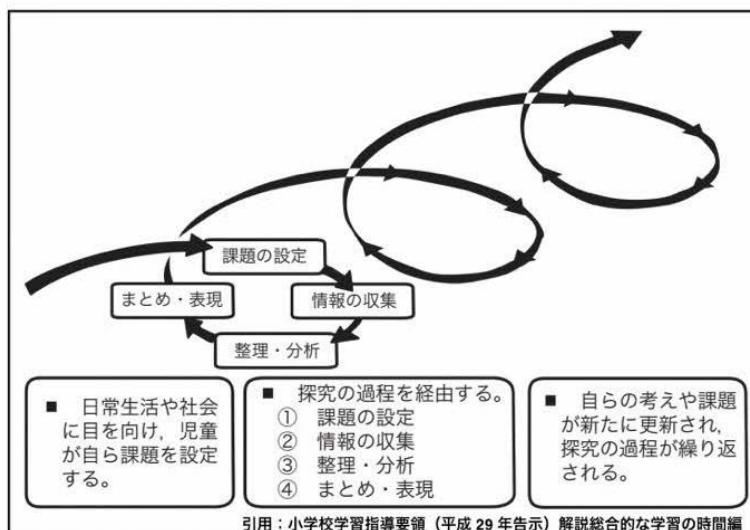 課題の設定
まとめ・表現
情報の収集
整理・分析
■ 日常生活や社会
に目を向け，児童
が自ら課題を設定
する。
■ 探究の過程を経由する。
① 課題の設定
② 情報の収集
③ 整理・分析
④ まとめ・表現
■ 自らの考えや課題
が新たに更新され，
探究の過程が繰り返
される。
引用：小学校学習指導要領（平成 29 年告示）解説総合的な学習の時間編